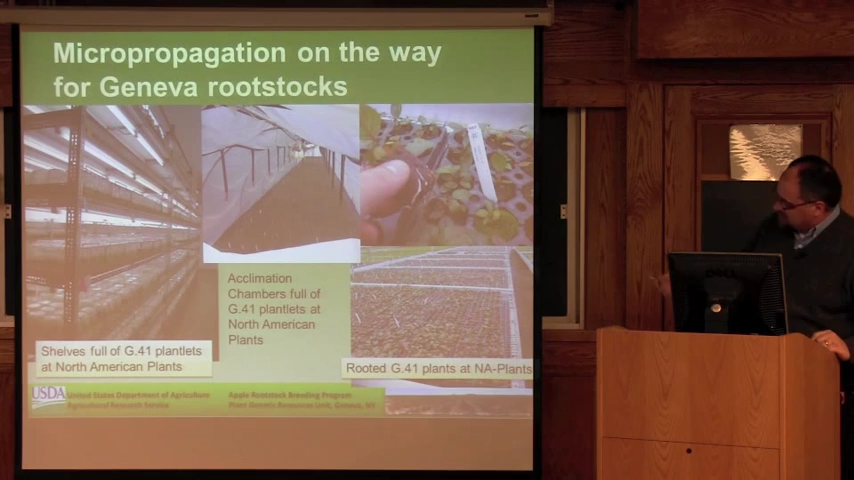 Micropropagation on the way
for Geneva rootstocks
Acclimation
Chambers full of
G.41 plantlets at
North American
Plants
Shelves full of G.41 plantlets
at North American Plants
Rooted G.41 plants at NA-Plants
USDA
United States Department of Agriculture
Agricultural Research Service
Apple Rootstock Breeding Program
Plant Genetic Resources Unit, Geneva, NY